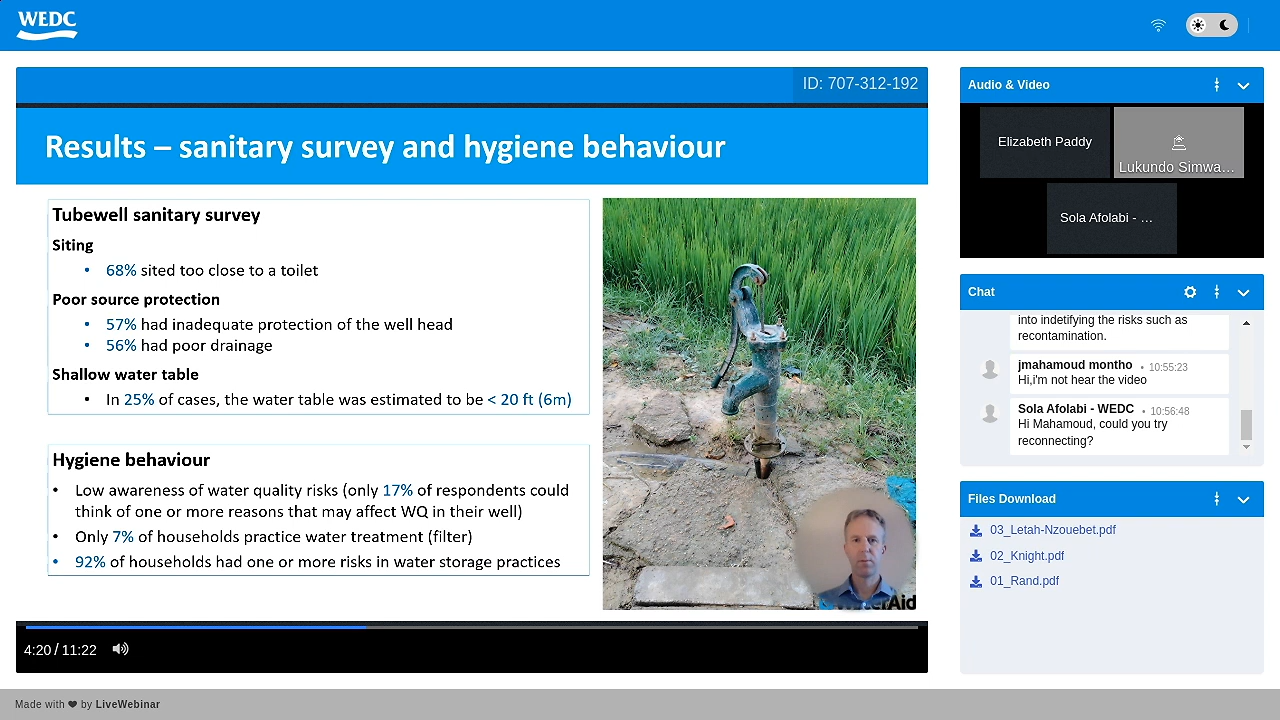 WEDC
ID: 707-312-192
Results – sanitary survey and hygiene behaviour
Tubewell sanitary survey
Siting
• 68% sited too close to a toilet
Poor source protection
• 57% had inadequate protection of the well head
• 56% had poor drainage
Shallow water table
• In 25% of cases, the water table was estimated to be < 20 ft (6m)
Hygiene behaviour
• Low awareness of water quality risks (only 17% of respondents could
think of one or more reasons that may affect WQ in their well)
• Only 7% of households practice water treatment (filter)
• 92% of households had one or more risks in water storage practices
4:20 / 11:22
Audio & Video
Elizabeth Paddy
Lukundo Simwa…
Sola Afolabi - …
Chat
into indetifying the risks such as
recontamination.
jmahamoud montho • 10:55:23
Hi,i'm not hear the video
Sola Afolabi - WEDC • 10:56:48
Hi Mahamoud, could you try
reconnecting?
Files Download
03_Letah-Nzouebet.pdf
02_Knight.pdf
01_Rand.pdf
Made with ❤ by LiveWebinar